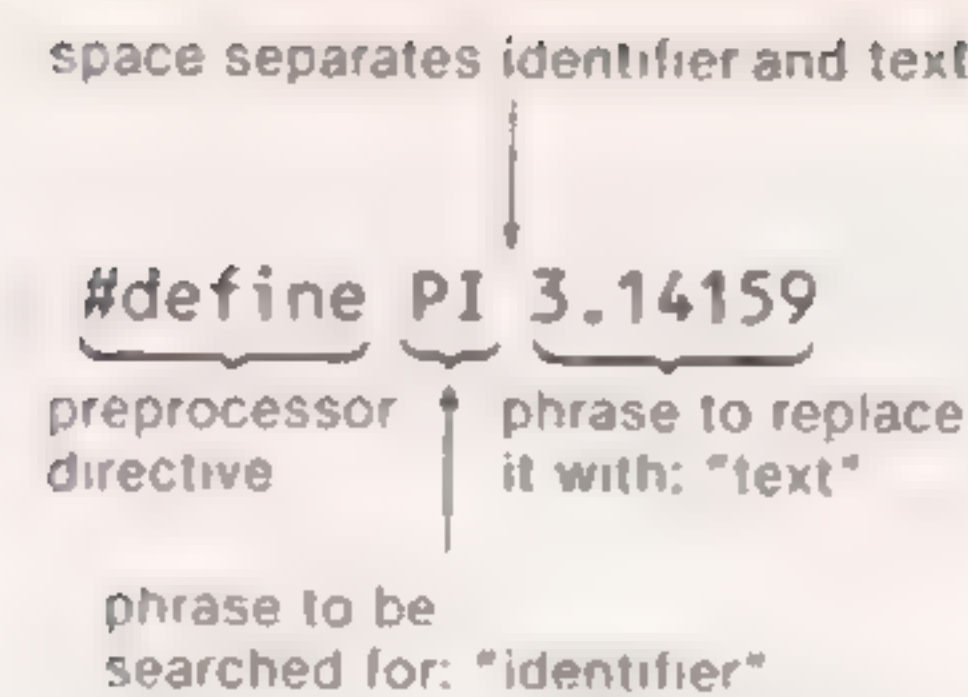 space separates identifier and text
#define PI 3.14159
preprocessor
directive
phrase to replace
it with: "text"
phrase to be
searched for: "identifier"